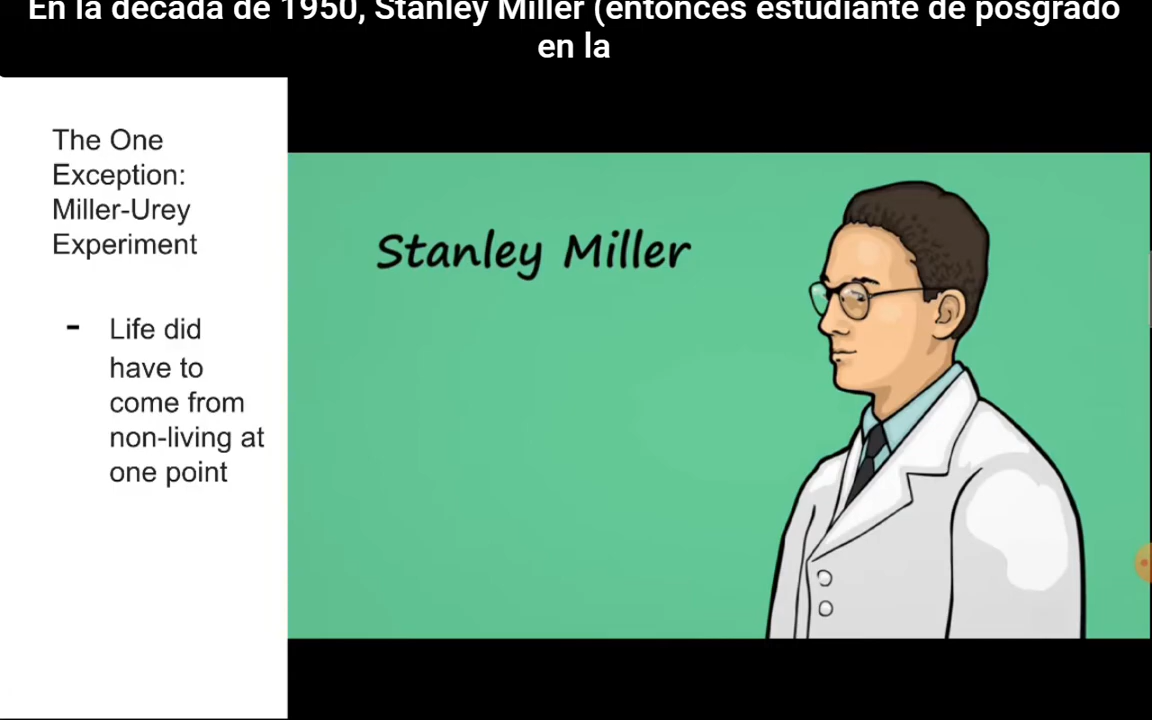 En la década de 1950, Stanley Miller (entonces estudiante de posgrado
en la
The One
Exception:
Miller-Urey
Experiment
- Life did
have to
come from
non-living at
one point
Stanley Miller